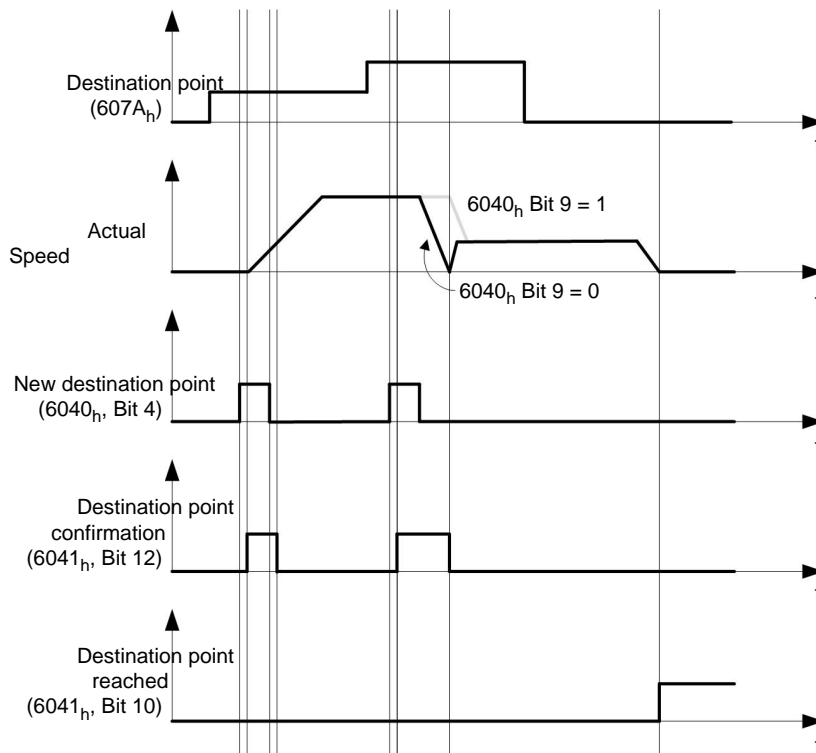 Destination point
(607Ah)
Actual
Speed
6040h Bit 9 = 1
6040h Bit 9 = 0
New destination point
(6040h, Bit 4)
Destination point
confirmation
(6041h, Bit 12)
Destination point
reached
(6041h, Bit 10)